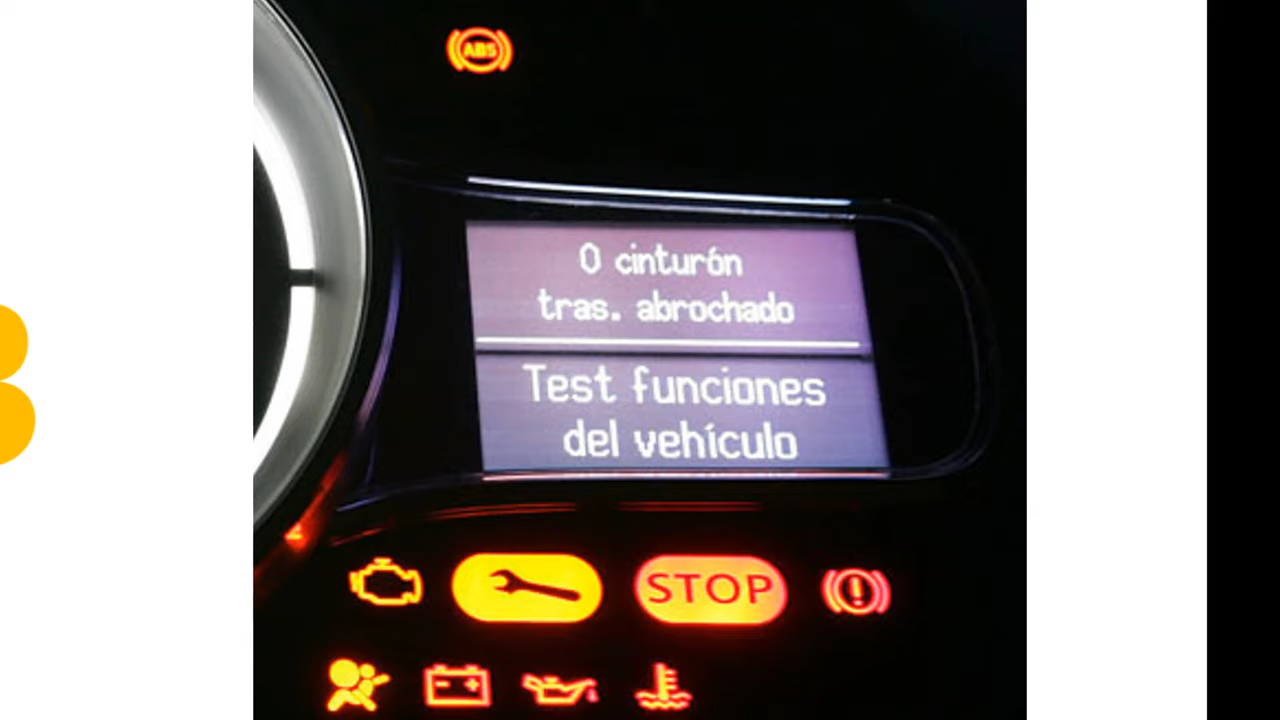 ABS
0 cinturón
tras. abrochado
Test funciones
del vehículo
STOP